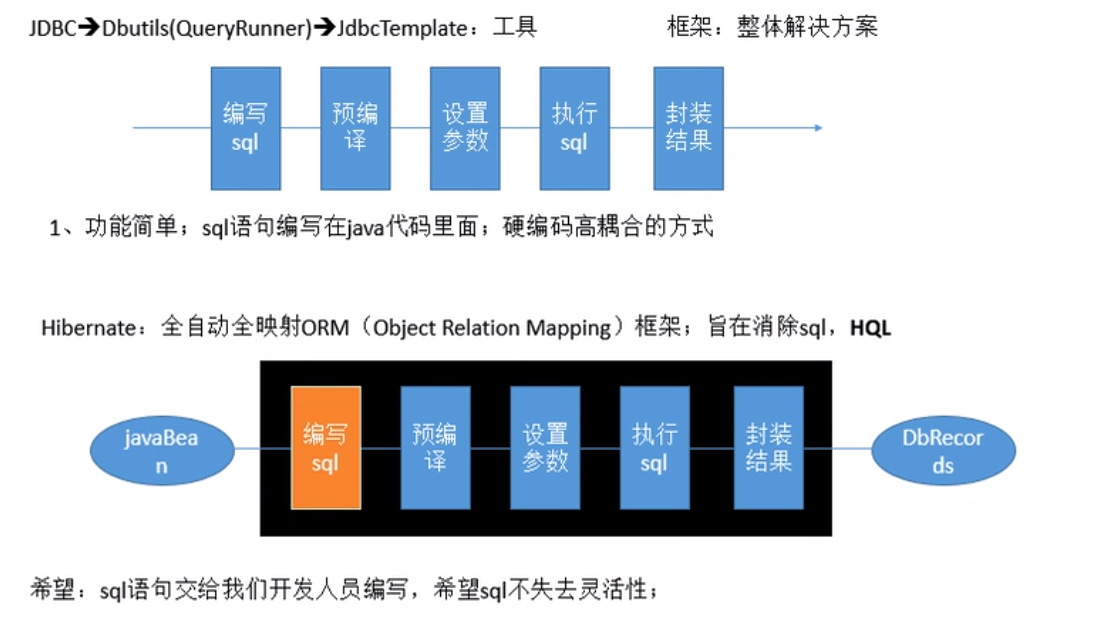 JDBC→Dbutils(QueryRunner)→JdbcTemplate：工具
框架：整体解决方案
编写
sql
预编
译
设置
参数
执行
sql
封装
结果
1、功能简单；sql语句编写在java代码里面；硬编码高耦合的方式
Hibernate：全自动全映射ORM（Object Relation Mapping）框架；旨在消除sql，HQL
javaBea
n
编写
sql
预编
译
设置
参数
执行
sql
封装
结果
DbRecor
ds
希望：sql语句交给我们开发人员编写，希望sql不失去灵活性；